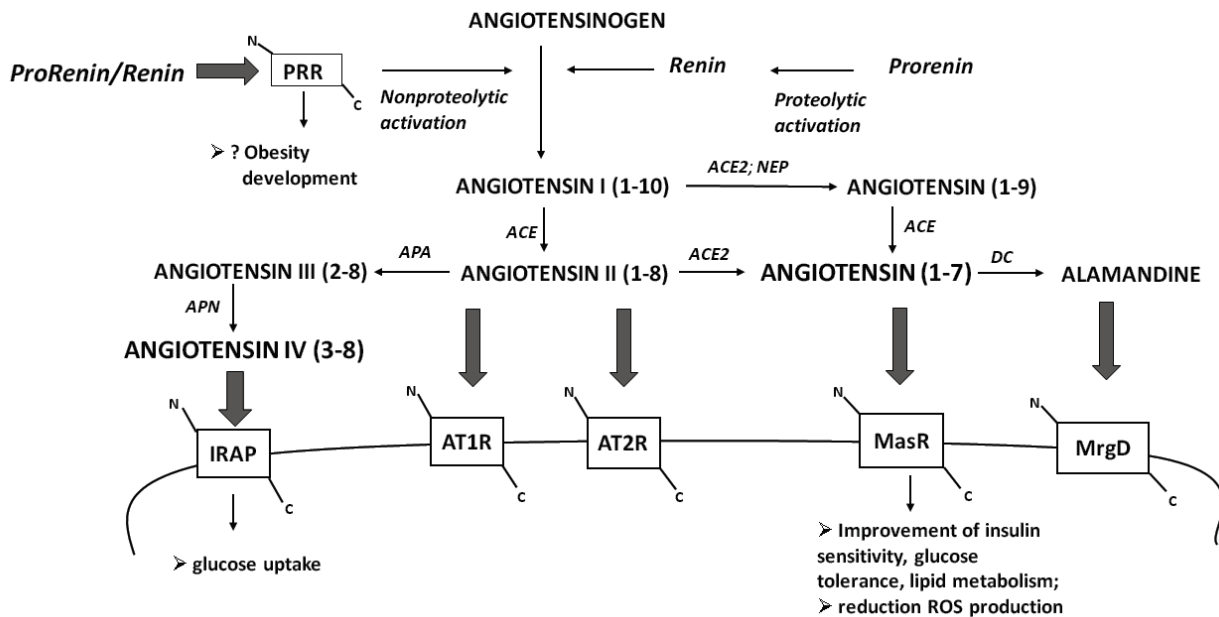 ANGIOTENSINOGEN
N
ProRenin/Renin
PRR
C
Renin
Prorenin
Nonproteolytic
activation
Proteolytic
activation
➢ ? Obesity
development
ANGIOTENSIN I (1-10)
ACE2; NEP
ANGIOTENSIN (1-9)
ACE
ACE
ANGIOTENSIN III (2-8)
APA
ANGIOTENSIN II (1-8)
ACE2
ANGIOTENSIN (1-7)
DC
ALAMANDINE
APN
ANGIOTENSIN IV (3-8)
N
IRAP
C
N
AT1R
C
N
AT2R
C
N
MasR
C
N
MrgD
C
➢ glucose uptake
➢ Improvement of insulin
sensitivity, glucose
tolerance, lipid metabolism;
➢ reduction ROS production